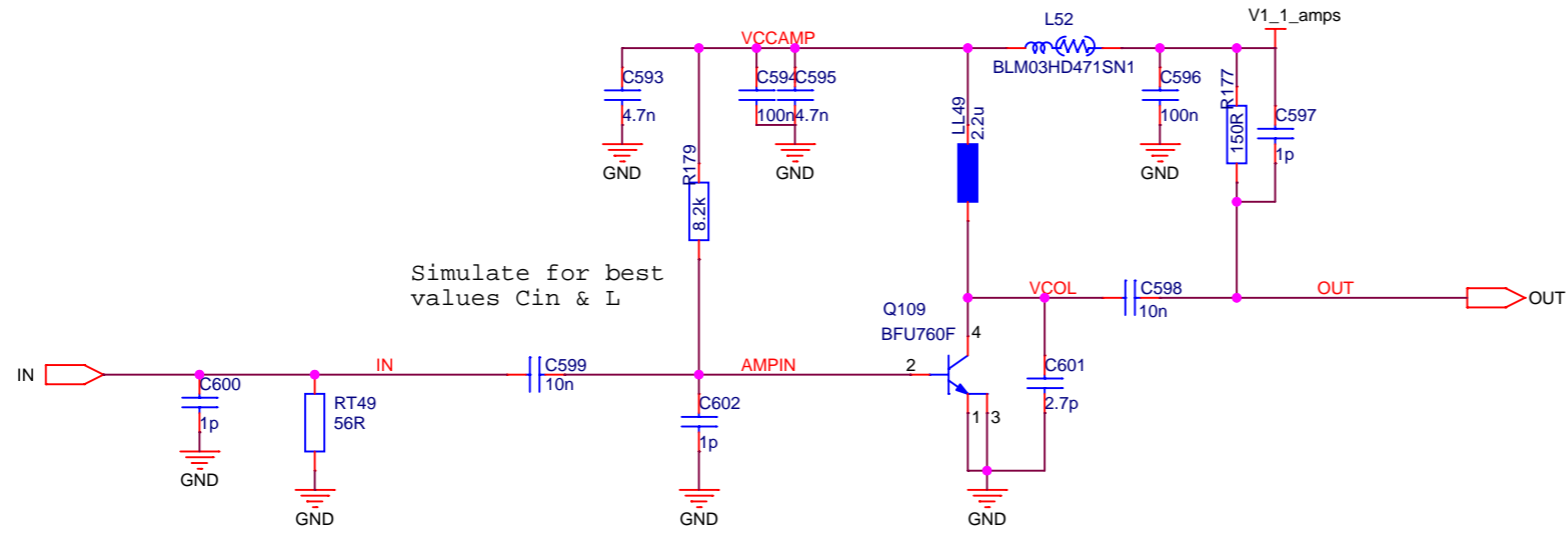 V1_1_amps
L52
VCCAMP
BLM03HD471SN1
C593
4.7n
C594
100n
C595
4.7n
LL49
2.2u
C596
100n
R177
150R
C597
1p
GND
GND
GND
R179
8.2k
Simulate for best
values Cin & L
VCOL
C598
10n
OUT
OUT
Q109
BFU760F
4
IN
IN
C599
10n
AMPIN
2
C600
1p
RT49
56R
C602
1p
1
3
C601
2.7p
GND
GND
GND
GND